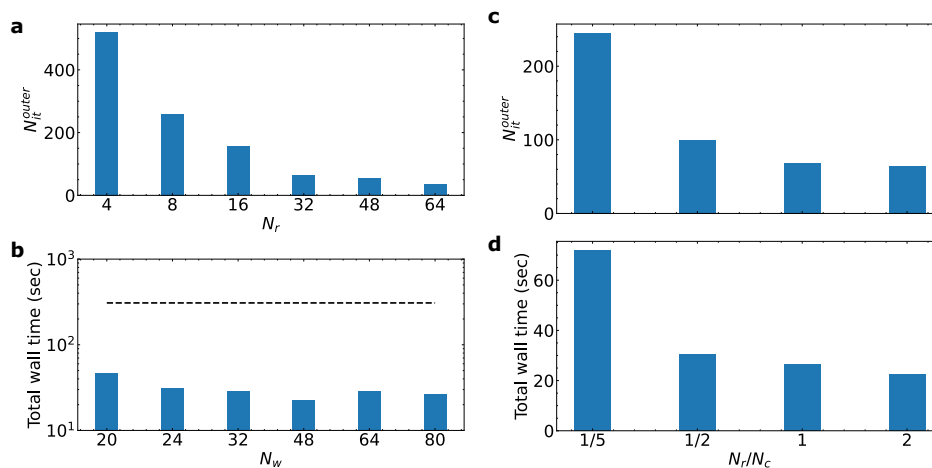 a
N_it^outer
400
200
0
4 8 16 32 48 64
N_r
b
Total wall time (sec)
10^3
10^2
10^1
20 24 32 48 64 80
N_w
c
N_it^outer
200
100
0
d
Total wall time (sec)
60
40
20
0
1/5 1/2 1 2
N_r/N_c